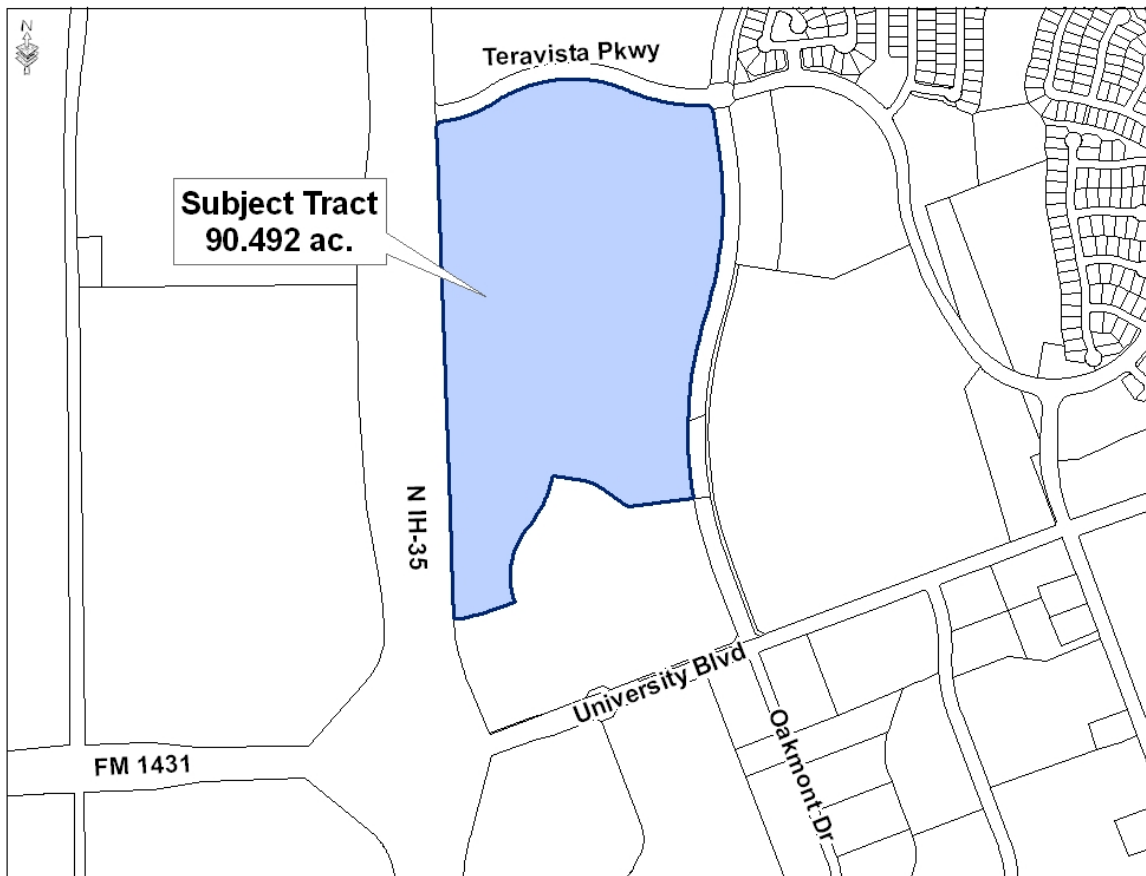 N
Teravista Pkwy
Subject Tract
90.492 ac.
N IH-35
University Blvd
Oakmont Dr
FM 1431